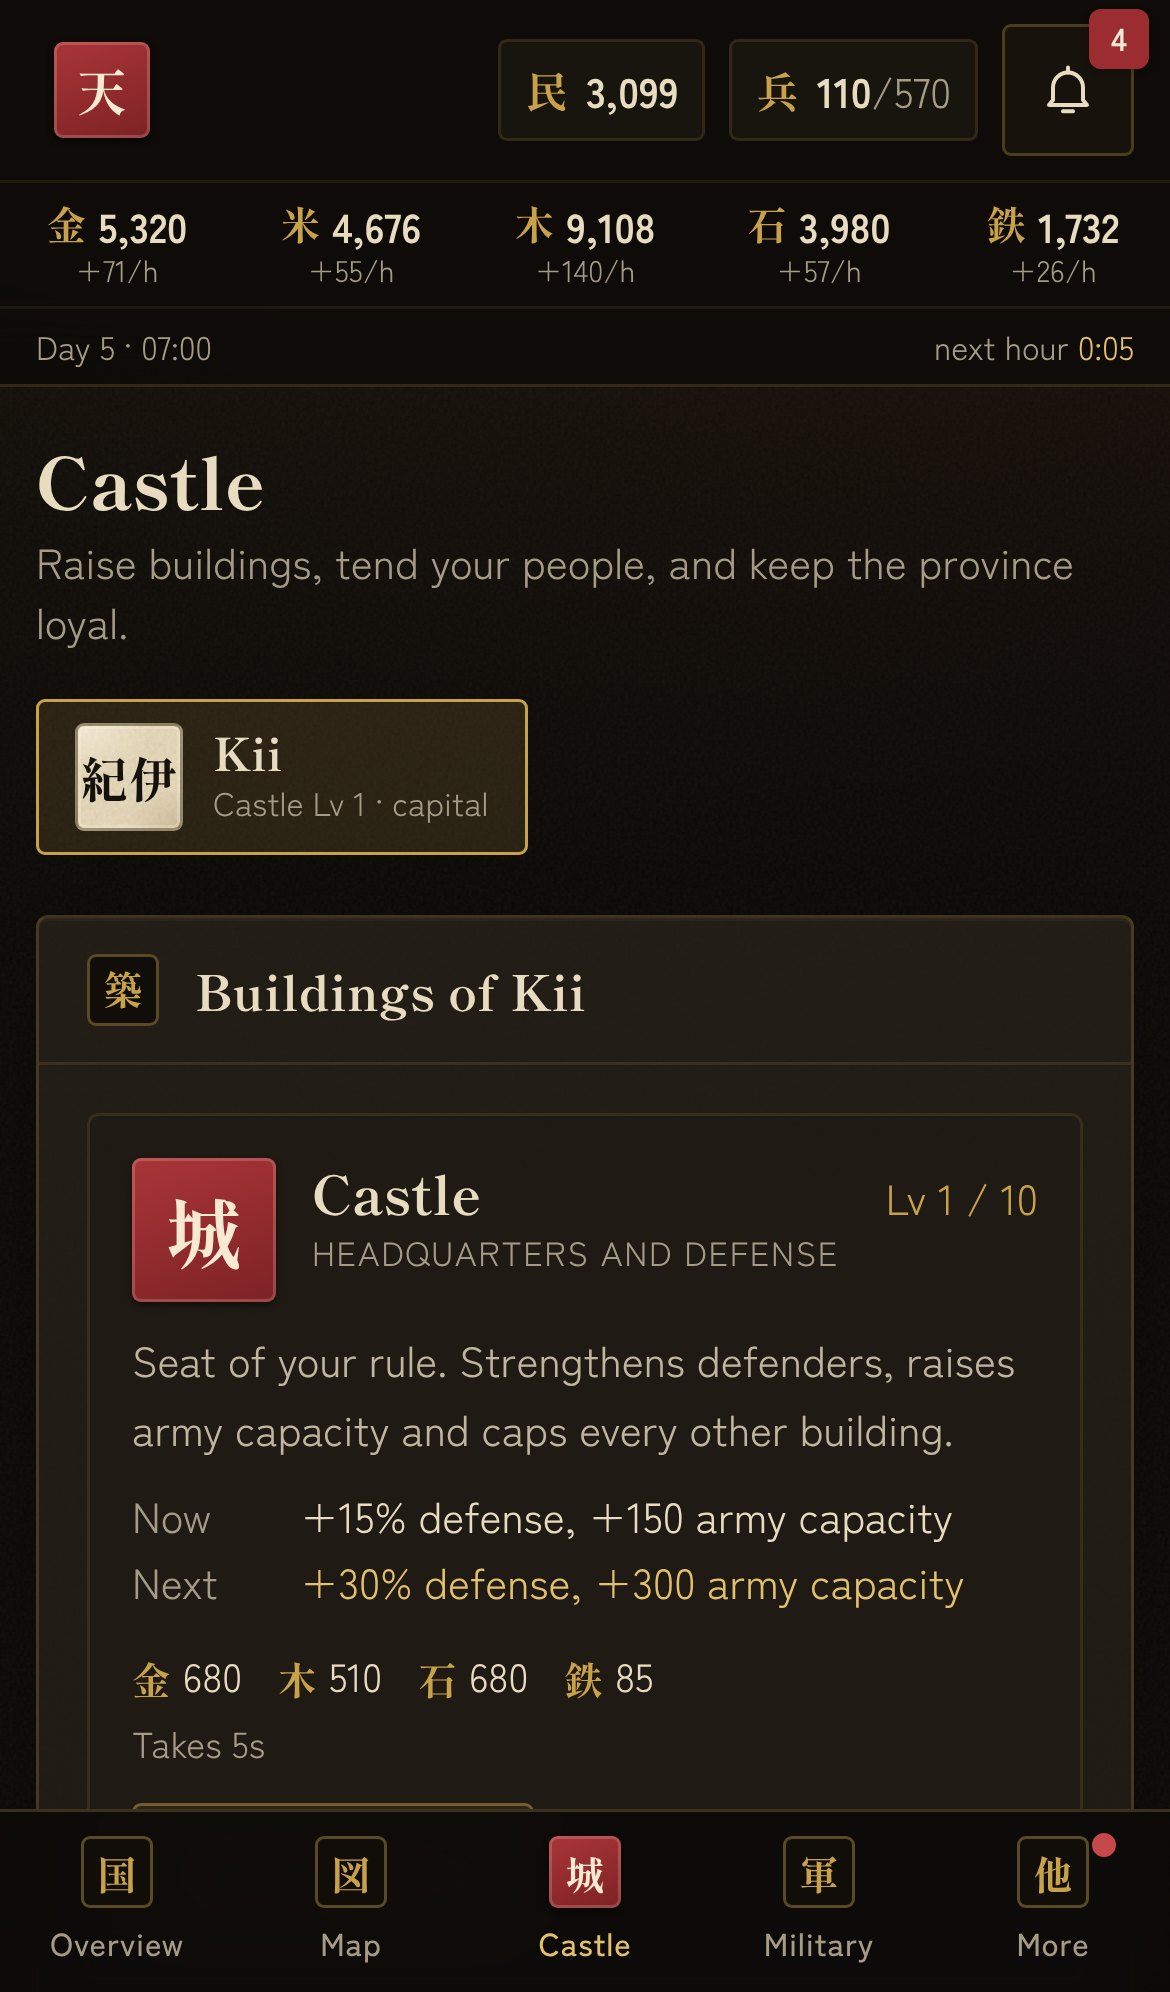 天
民 3,099
兵 110/570
4
金 5,320
+71/h
米 4,676
+55/h
木 9,108
+140/h
石 3,980
+57/h
鉄 1,732
+26/h
Day 5 · 07:00
next hour 0:05
Castle
Raise buildings, tend your people, and keep the province
loyal.
紀伊
Kii
Castle Lv 1 · capital
築
Buildings of Kii
城
Castle
Lv 1 / 10
HEADQUARTERS AND DEFENSE
Seat of your rule. Strengthens defenders, raises
army capacity and caps every other building.
Now +15% defense, +150 army capacity
Next +30% defense, +300 army capacity
金 680 木 510 石 680 鉄 85
Takes 5s
国
Overview
図
Map
城
Castle
軍
Military
他
More